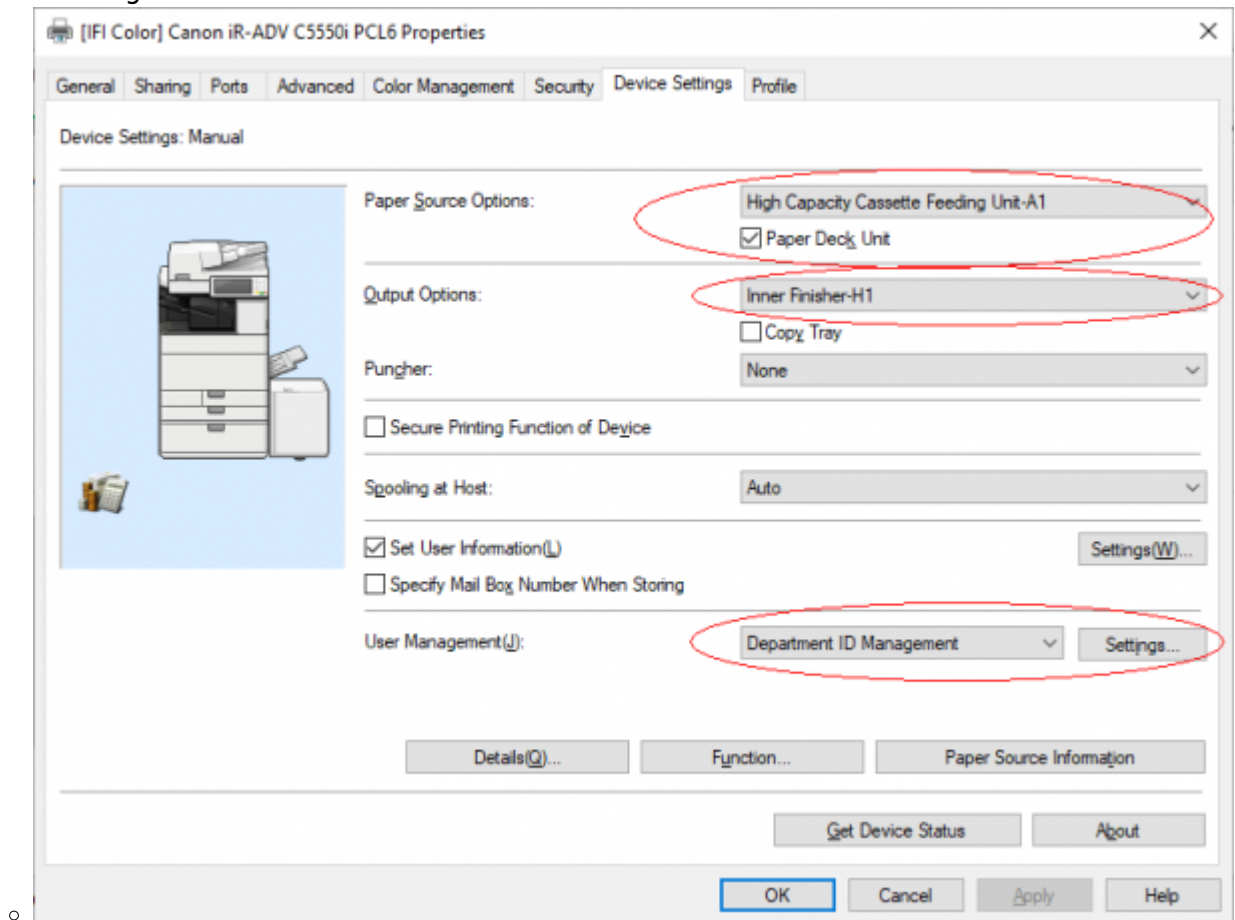 [IFI Color] Canon iR-ADV C5550i PCL6 Properties
General Sharing Ports Advanced Color Management Security Device Settings Profile
Device Settings: Manual
Paper Source Options: High Capacity Cassette Feeding Unit-A1
Paper Deck Unit
Output Options: Inner Finisher-H1
Copy Tray
Puncher: None
Secure Printing Function of Device
Spooling at Host: Auto
Set User Information(L) Settings(W)...
Specify Mail Box Number When Storing
User Management(J): Department ID Management Settings...
Details(Q)... Function... Paper Source Information
Get Device Status About
OK Cancel Apply Help